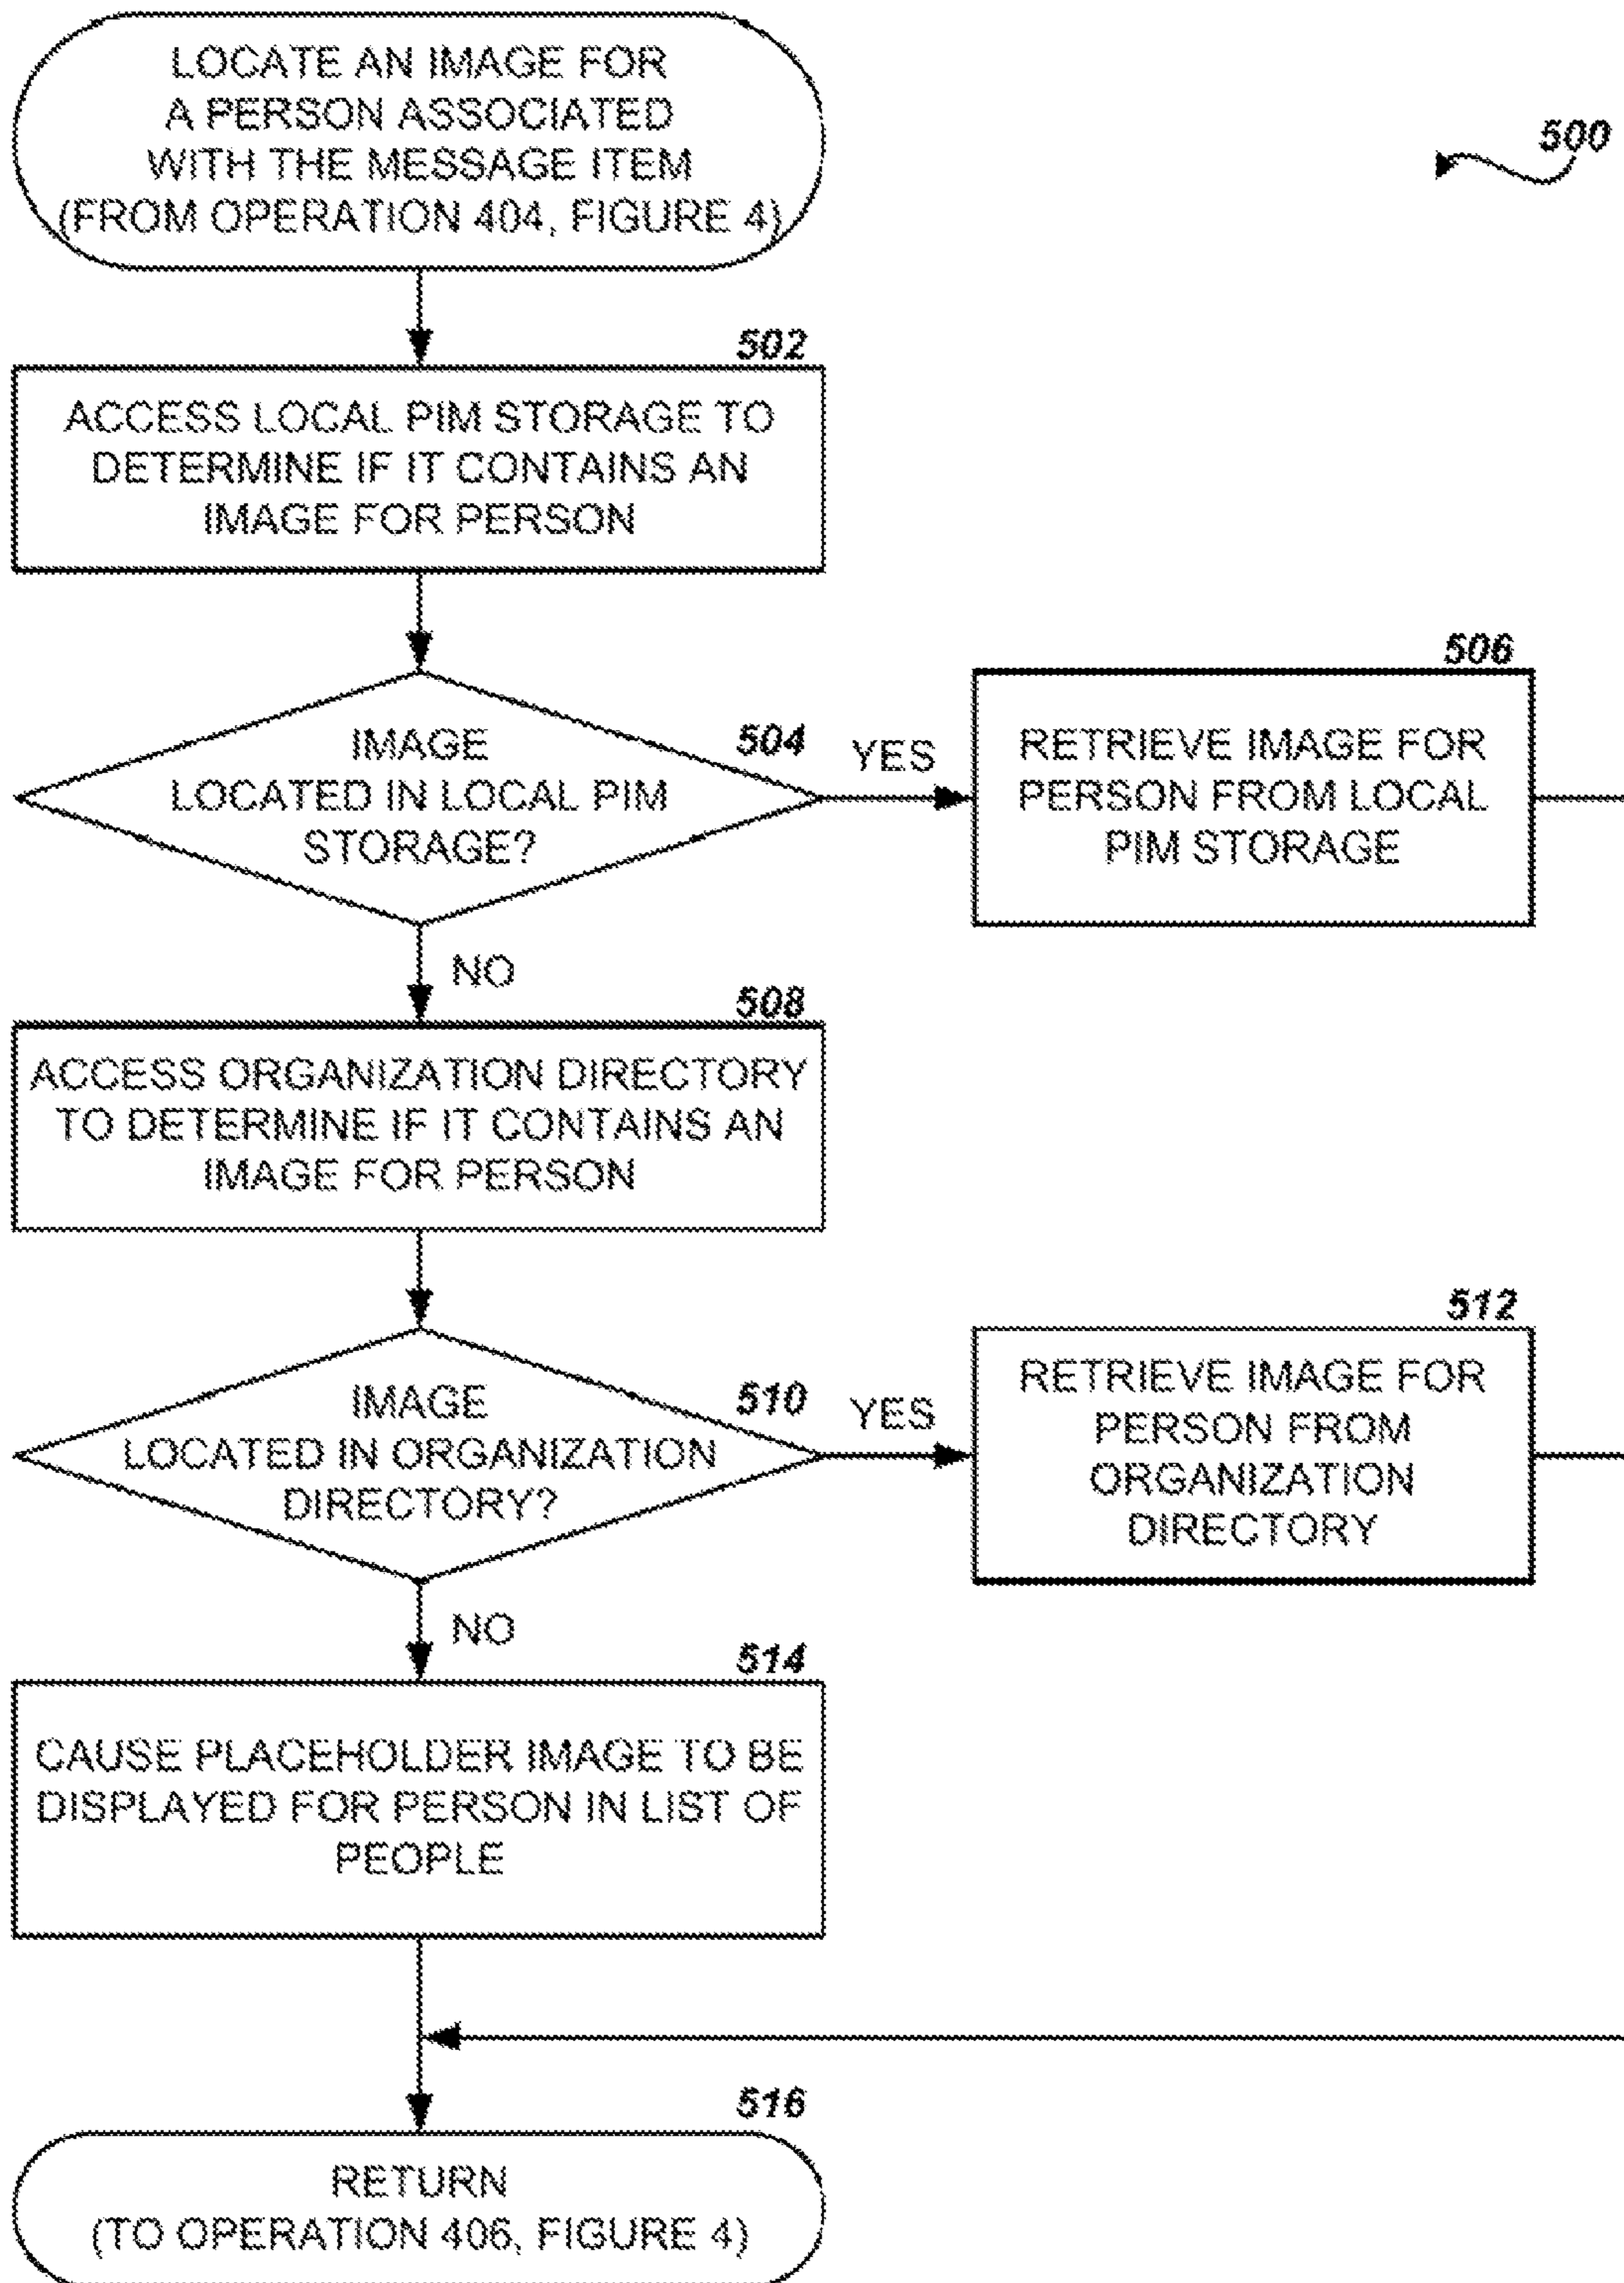 LOCATE AN IMAGE FOR
A PERSON ASSOCIATED
WITH THE MESSAGE ITEM
(FROM OPERATION 404, FIGURE 4)
500
502
ACCESS LOCAL PIM STORAGE TO
DETERMINE IF IT CONTAINS AN
IMAGE FOR PERSON
504
IMAGE
LOCATED IN LOCAL PIM
STORAGE?
YES
506
RETRIEVE IMAGE FOR
PERSON FROM LOCAL
PIM STORAGE
NO
508
ACCESS ORGANIZATION DIRECTORY
TO DETERMINE IF IT CONTAINS AN
IMAGE FOR PERSON
510
IMAGE
LOCATED IN ORGANIZATION
DIRECTORY?
YES
512
RETRIEVE IMAGE FOR
PERSON FROM
ORGANIZATION
DIRECTORY
NO
514
CAUSE PLACEHOLDER IMAGE TO BE
DISPLAYED FOR PERSON IN LIST OF
PEOPLE
516
RETURN
(TO OPERATION 406, FIGURE 4)